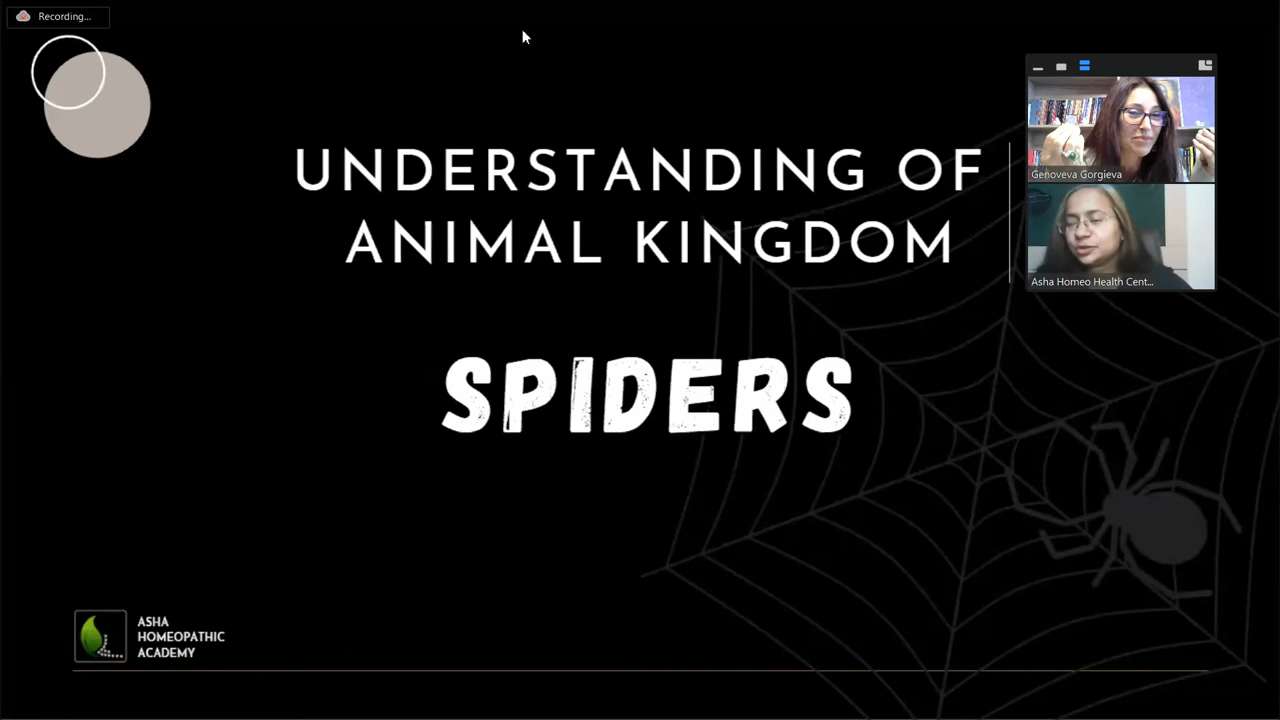 Recording...
UNDERSTANDING OF
ANIMAL KINGDOM
SPIDERS
Genoveva Gorgieva
Asha Homeo Health Cent...
ASHA
HOMEOPATHIC
ACADEMY